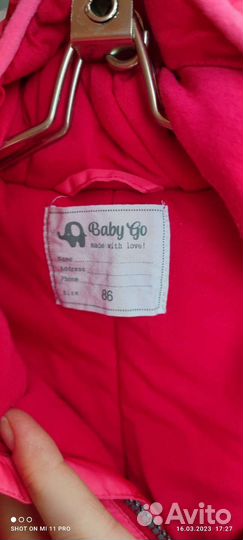 Baby Go
made with love!
Name
Address
Phone
Size 86
SHOT ON MI 11 PRO
Avito
16.03.2023 17:27